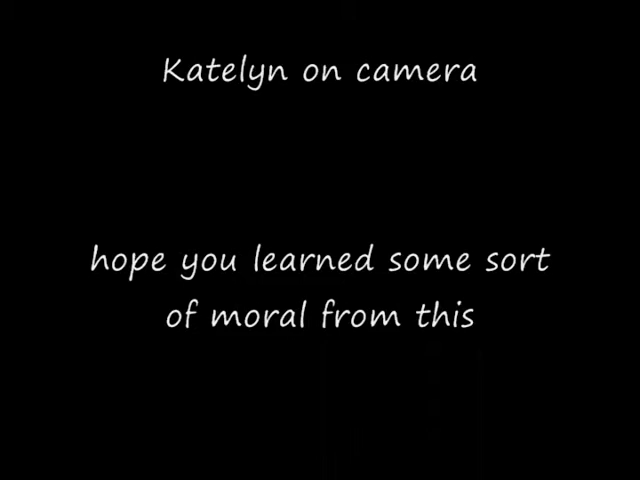 Katelyn on camera
hope you learned some sort
of moral from this